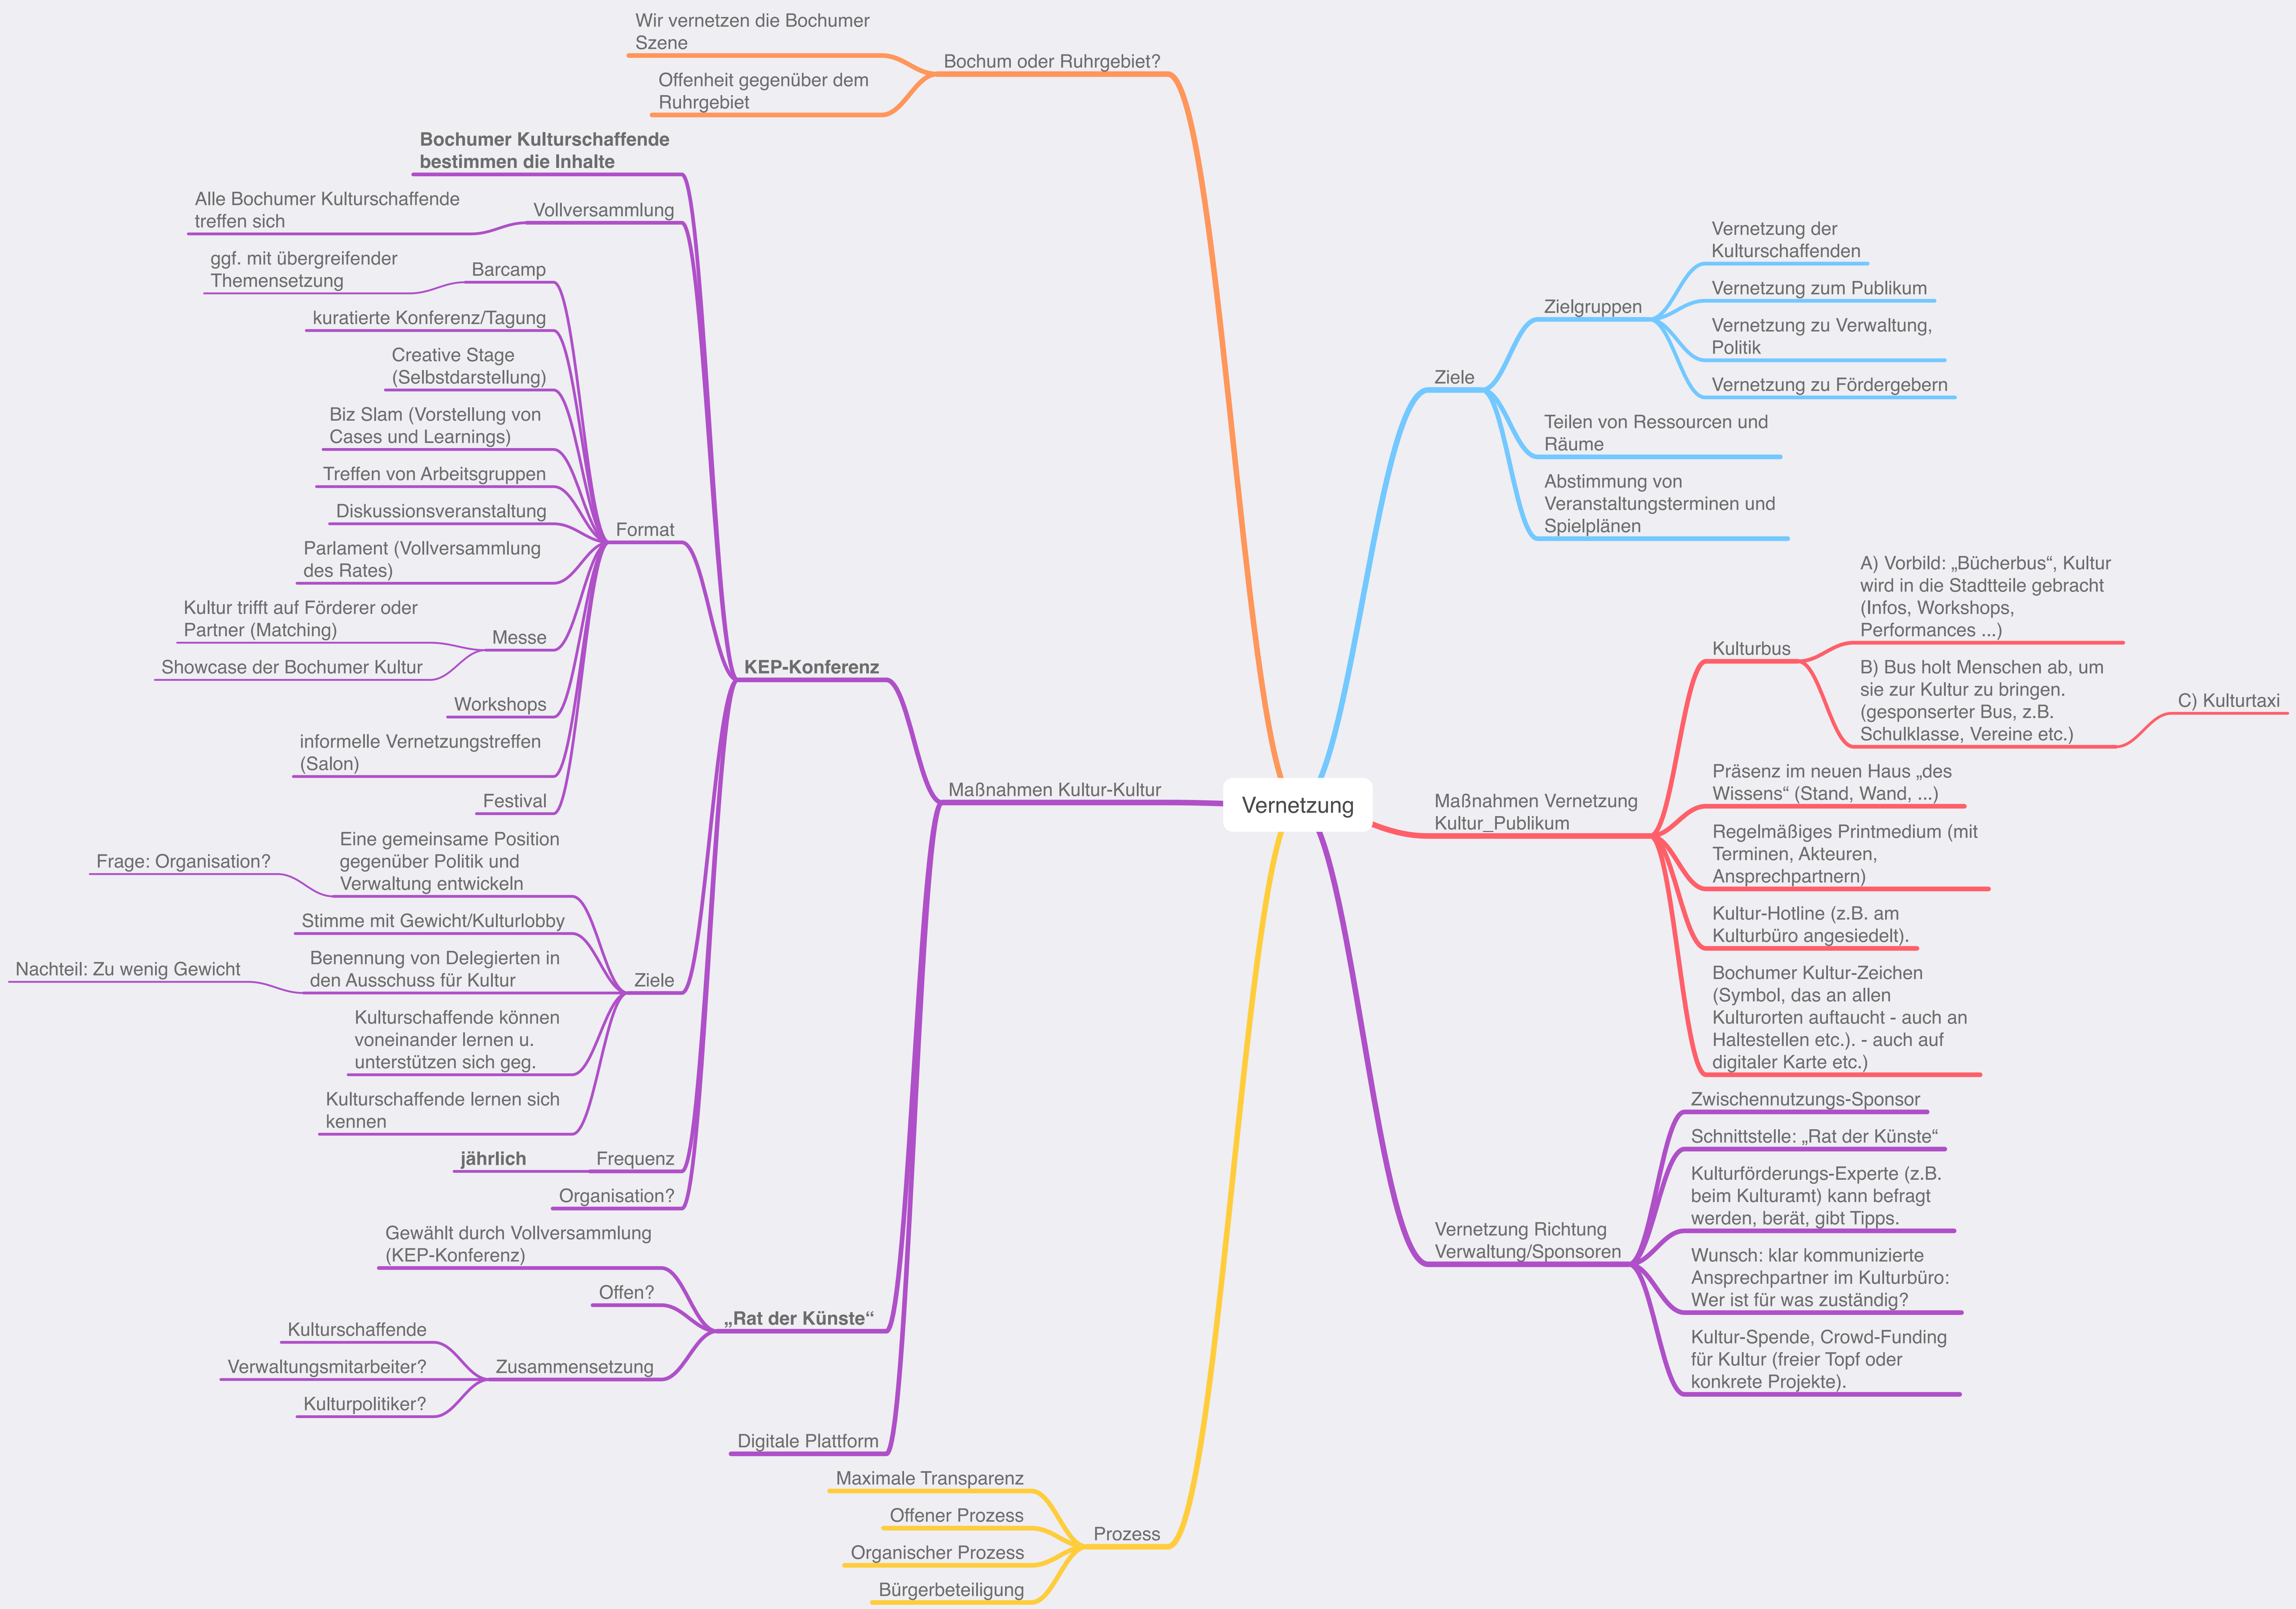 Vernetzung
Bochum oder Ruhrgebiet?
Wir vernetzen die Bochumer
Szene
Offenheit gegenüber dem
Ruhrgebiet
Maßnahmen Kultur-Kultur
KEP-Konferenz
Bochumer Kulturschaffende
bestimmen die Inhalte
Vollversammlung
Alle Bochumer Kulturschaffende
treffen sich
Format
Barcamp
ggf. mit übergreifender
Themensetzung
kuratierte Konferenz/Tagung
Creative Stage
(Selbstdarstellung)
Biz Slam (Vorstellung von
Cases und Learnings)
Treffen von Arbeitsgruppen
Diskussionsveranstaltung
Parlament (Vollversammlung
des Rates)
Messe
Kultur trifft auf Förderer oder
Partner (Matching)
Showcase der Bochumer Kultur
Workshops
informelle Vernetzungstreffen
(Salon)
Festival
Ziele
Eine gemeinsame Position
gegenüber Politik und
Verwaltung entwickeln
Frage: Organisation?
Stimme mit Gewicht/Kulturlobby
Benennung von Delegierten in
den Ausschuss für Kultur
Nachteil: Zu wenig Gewicht
Kulturschaffende können
voneinander lernen u.
unterstützen sich geg.
Kulturschaffende lernen sich
kennen
Frequenz
jährlich
Organisation?
„Rat der Künste“
Gewählt durch Vollversammlung
(KEP-Konferenz)
Offen?
Zusammensetzung
Kulturschaffende
Verwaltungsmitarbeiter?
Kulturpolitiker?
Digitale Plattform
Prozess
Maximale Transparenz
Offener Prozess
Organischer Prozess
Bürgerbeteiligung
Ziele
Zielgruppen
Vernetzung der
Kulturschaffenden
Vernetzung zum Publikum
Vernetzung zu Verwaltung,
Politik
Vernetzung zu Fördergebern
Teilen von Ressourcen und
Räume
Abstimmung von
Veranstaltungsterminen und
Spielplänen
Maßnahmen Vernetzung
Kultur_Publikum
Kulturbus
A) Vorbild: „Bücherbus“, Kultur
wird in die Stadtteile gebracht
(Infos, Workshops,
Performances ...)
B) Bus holt Menschen ab, um
sie zur Kultur zu bringen.
(gesponserter Bus, z.B.
Schulklasse, Vereine etc.)
C) Kulturtaxi
Präsenz im neuen Haus „des
Wissens“ (Stand, Wand, ...)
Regelmäßiges Printmedium (mit
Terminen, Akteuren,
Ansprechpartnern)
Kultur-Hotline (z.B. am
Kulturbüro angesiedelt).
Bochumer Kultur-Zeichen
(Symbol, das an allen
Kulturorten auftaucht - auch an
Haltestellen etc.). - auch auf
digitaler Karte etc.)
Vernetzung Richtung
Verwaltung/Sponsoren
Zwischennutzungs-Sponsor
Schnittstelle: „Rat der Künste“
Kulturförderungs-Experte (z.B.
beim Kulturamt) kann befragt
werden, berät, gibt Tipps.
Wunsch: klar kommunizierte
Ansprechpartner im Kulturbüro:
Wer ist für was zuständig?
Kultur-Spende, Crowd-Funding
für Kultur (freier Topf oder
konkrete Projekte).